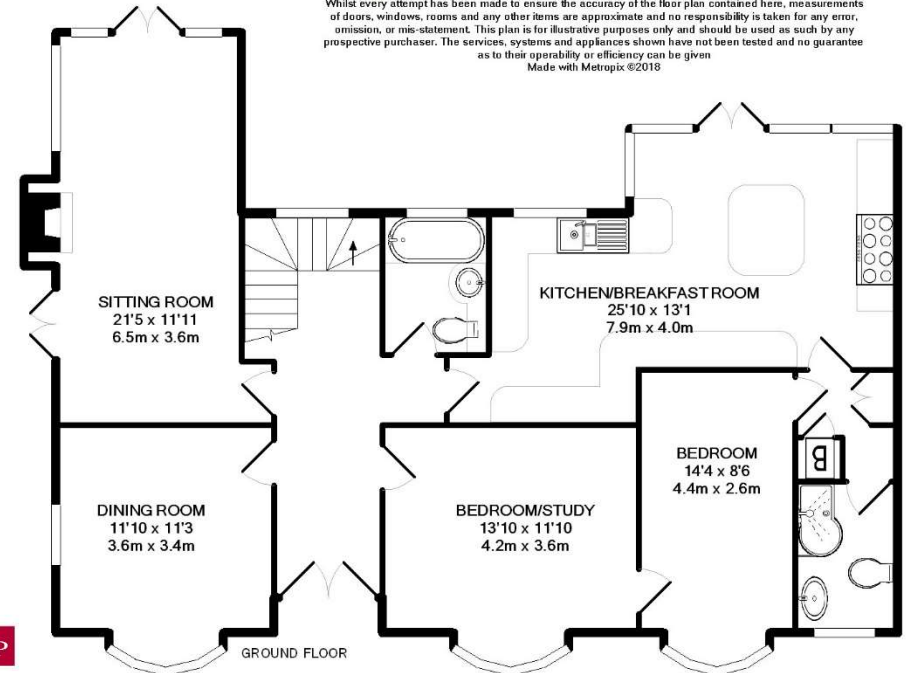 Whilst every attempt has been made to ensure the accuracy of the floor plan contained here, measurements
of doors, windows, rooms and any other items are approximate and no responsibility is taken for any error,
omission, or mis-statement. This plan is for illustrative purposes only and should be used as such by any
prospective purchaser. The services, systems and appliances shown have not been tested and no guarantee
as to their operability or efficiency can be given
Made with Metropix ©2018
SITTING ROOM
21'5 x 11'11
6.5m x 3.6m
KITCHEN/BREAKFAST ROOM
25'10 x 13'1
7.9m x 4.0m
BEDROOM
14'4 x 8'6
4.4m x 2.6m
B
DINING ROOM
11'10 x 11'3
3.6m x 3.4m
BEDROOM/STUDY
13'10 x 11'10
4.2m x 3.6m
GROUND FLOOR